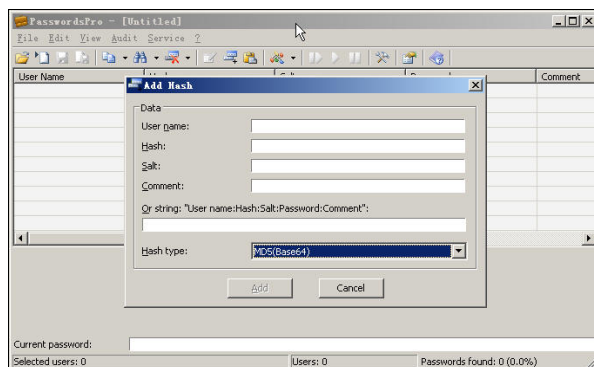 PasswordsPro - [Untitled]
File Edit View Audit Service ?
User Name Comment
Add Hash
Data
User name:
Hash:
Salt:
Comment:
Or string: "User name:Hash:Salt:Password:Comment":
Hash type: MD5(Base64)
Add Cancel
Current password:
Selected users: 0 Users: 0 Passwords found: 0 (0.0%)